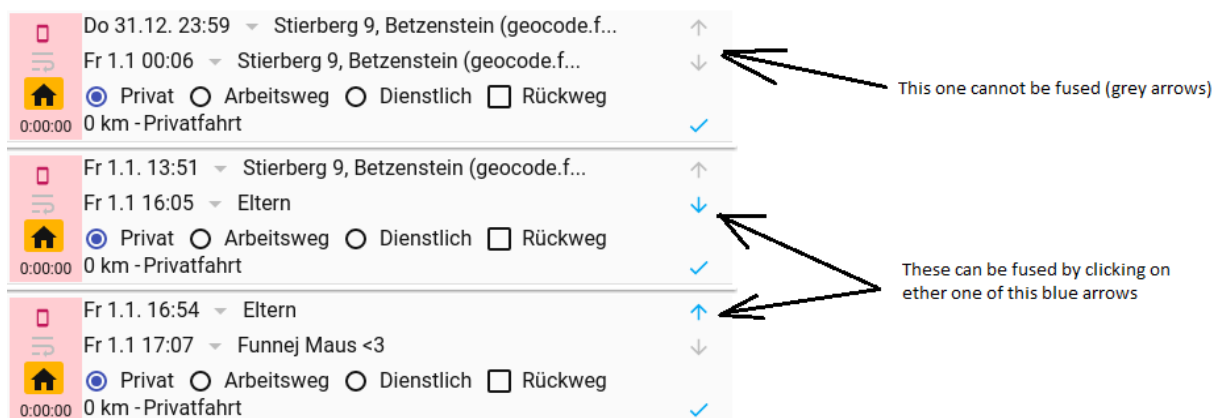 Do 31.12. 23:59 Stierberg 9, Betzenstein (geocode.f...
Fr 1.1 00:06 Stierberg 9, Betzenstein (geocode.f...
Privat Arbeitsweg Dienstlich Rückweg
0:00:00 0 km - Privatfahrt
This one cannot be fused (grey arrows)
Fr 1.1. 13:51 Stierberg 9, Betzenstein (geocode.f...
Fr 1.1 16:05 Eltern
Privat Arbeitsweg Dienstlich Rückweg
0:00:00 0 km - Privatfahrt
These can be fused by clicking on
ether one of this blue arrows
Fr 1.1. 16:54 Eltern
Fr 1.1 17:07 Funnej Maus <3
Privat Arbeitsweg Dienstlich Rückweg
0:00:00 0 km - Privatfahrt